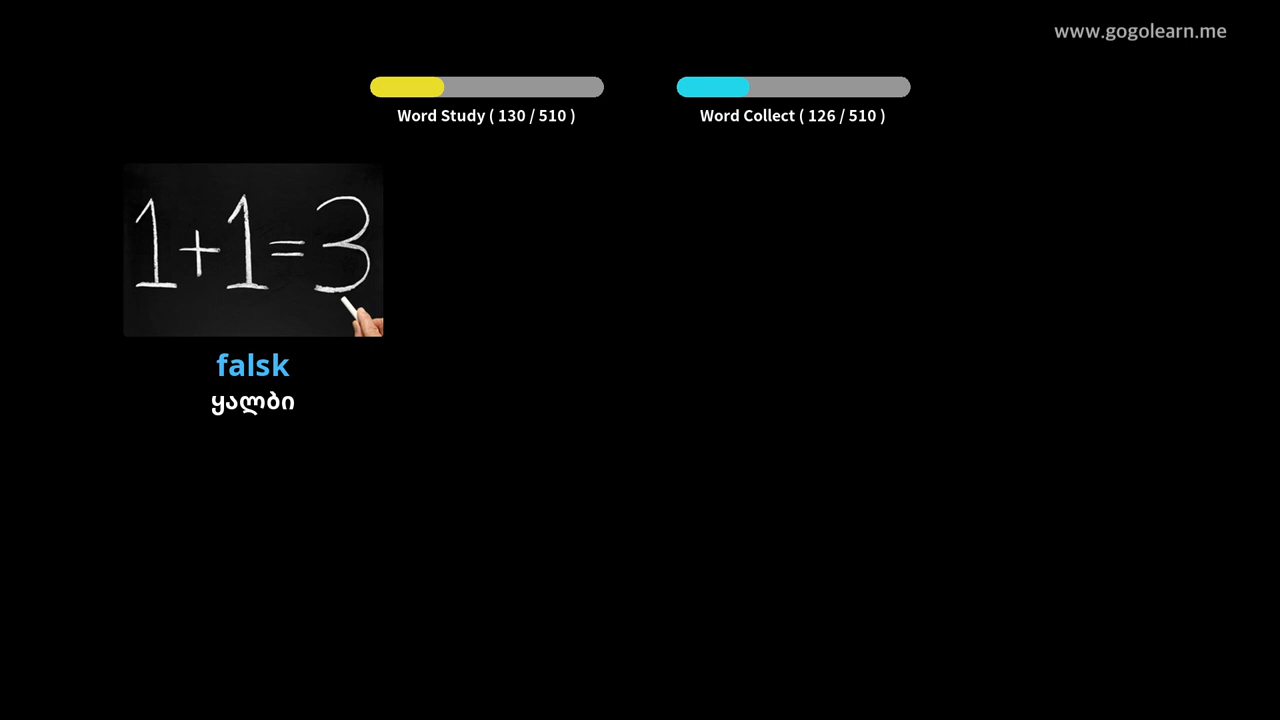 www.gogolearn.me
Word Study ( 130 / 510 )
Word Collect ( 126 / 510 )
1+1=3
falsk
ყალბი